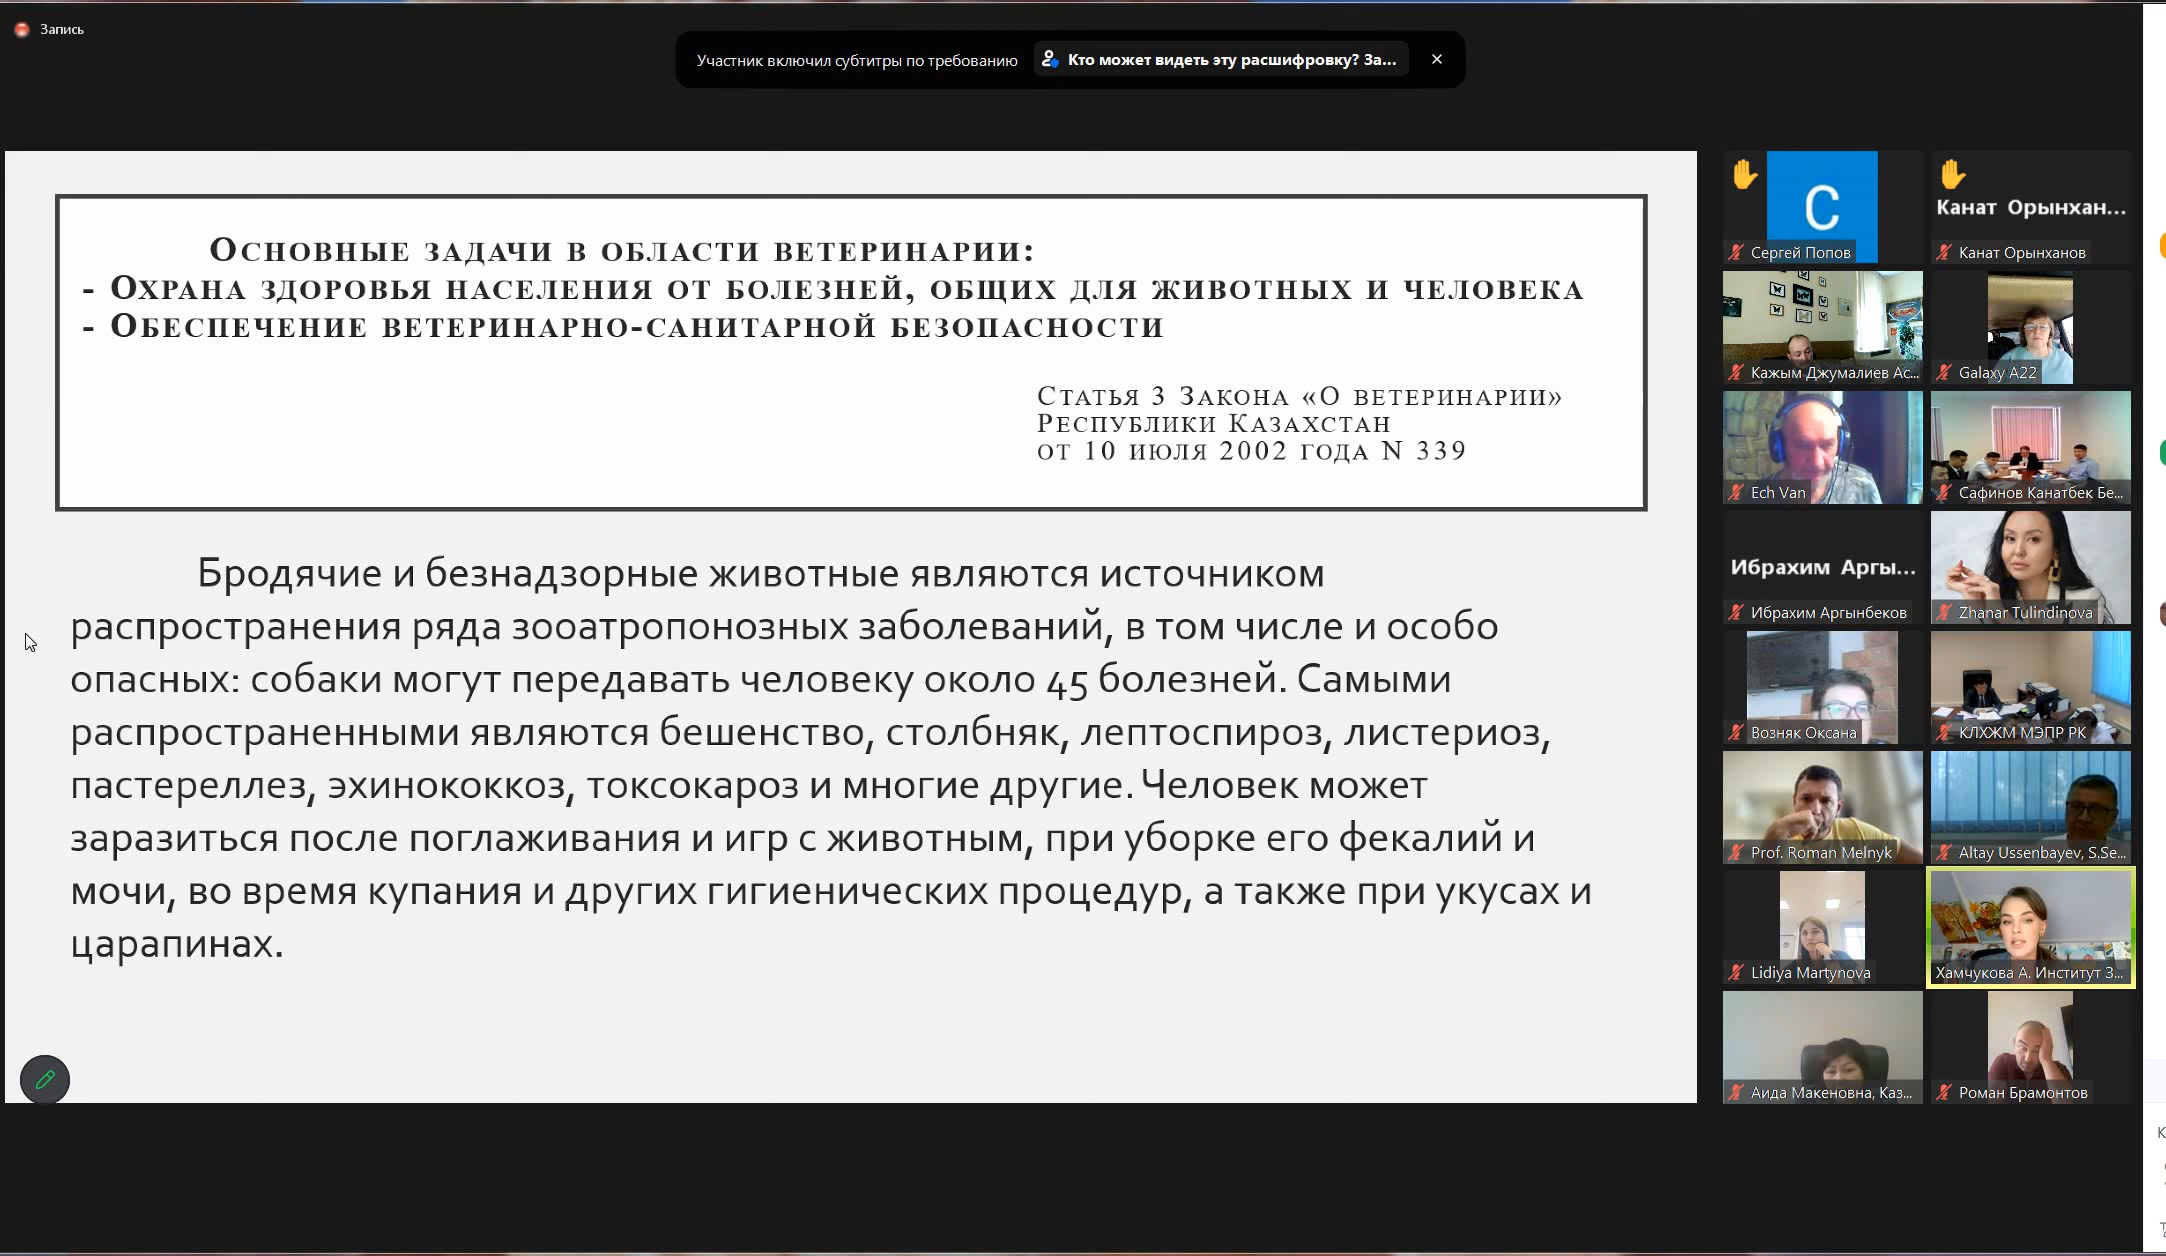 Запись
Участник включил субтитры по требованию
Кто может видеть эту расшифровку? За...
Основные задачи в области ветеринарии:
- Охрана здоровья населения от болезней, общих для животных и человека
- Обеспечение ветеринарно-санитарной безопасности
Статья 3 Закона «О ветеринарии»
Республики Казахстан
от 10 июля 2002 года N 339
Бродячие и безнадзорные животные являются источником
распространения ряда зооатропонозных заболеваний, в том числе и особо
опасных: собаки могут передавать человеку около 45 болезней. Самыми
распространенными являются бешенство, столбняк, лептоспироз, листериоз,
пастереллез, эхинококкоз, токсокароз и многие другие. Человек может
заразиться после поглаживания и игр с животным, при уборке его фекалий и
мочи, во время купания и других гигиенических процедур, а также при укусах и
царапинах.
С
Сергей Попов
Канат Орынхан...
Канат Орынханов
Кажым Джумалиев Ас...
Galaxy A22
Ech Van
Сафинов Канатбек Бе...
Ибрахим Аргы...
Ибрахим Аргынбеков
Zhanar Tulindinova
Возняк Оксана
КЛХЖМ МЭПР РК
Prof. Roman Melnyk
Altay Ussenbayev, S.Se...
Lidiya Martynova
Хамчукова А. Институт З...
Аида Макеновна, Каз...
Роман Брамонтов